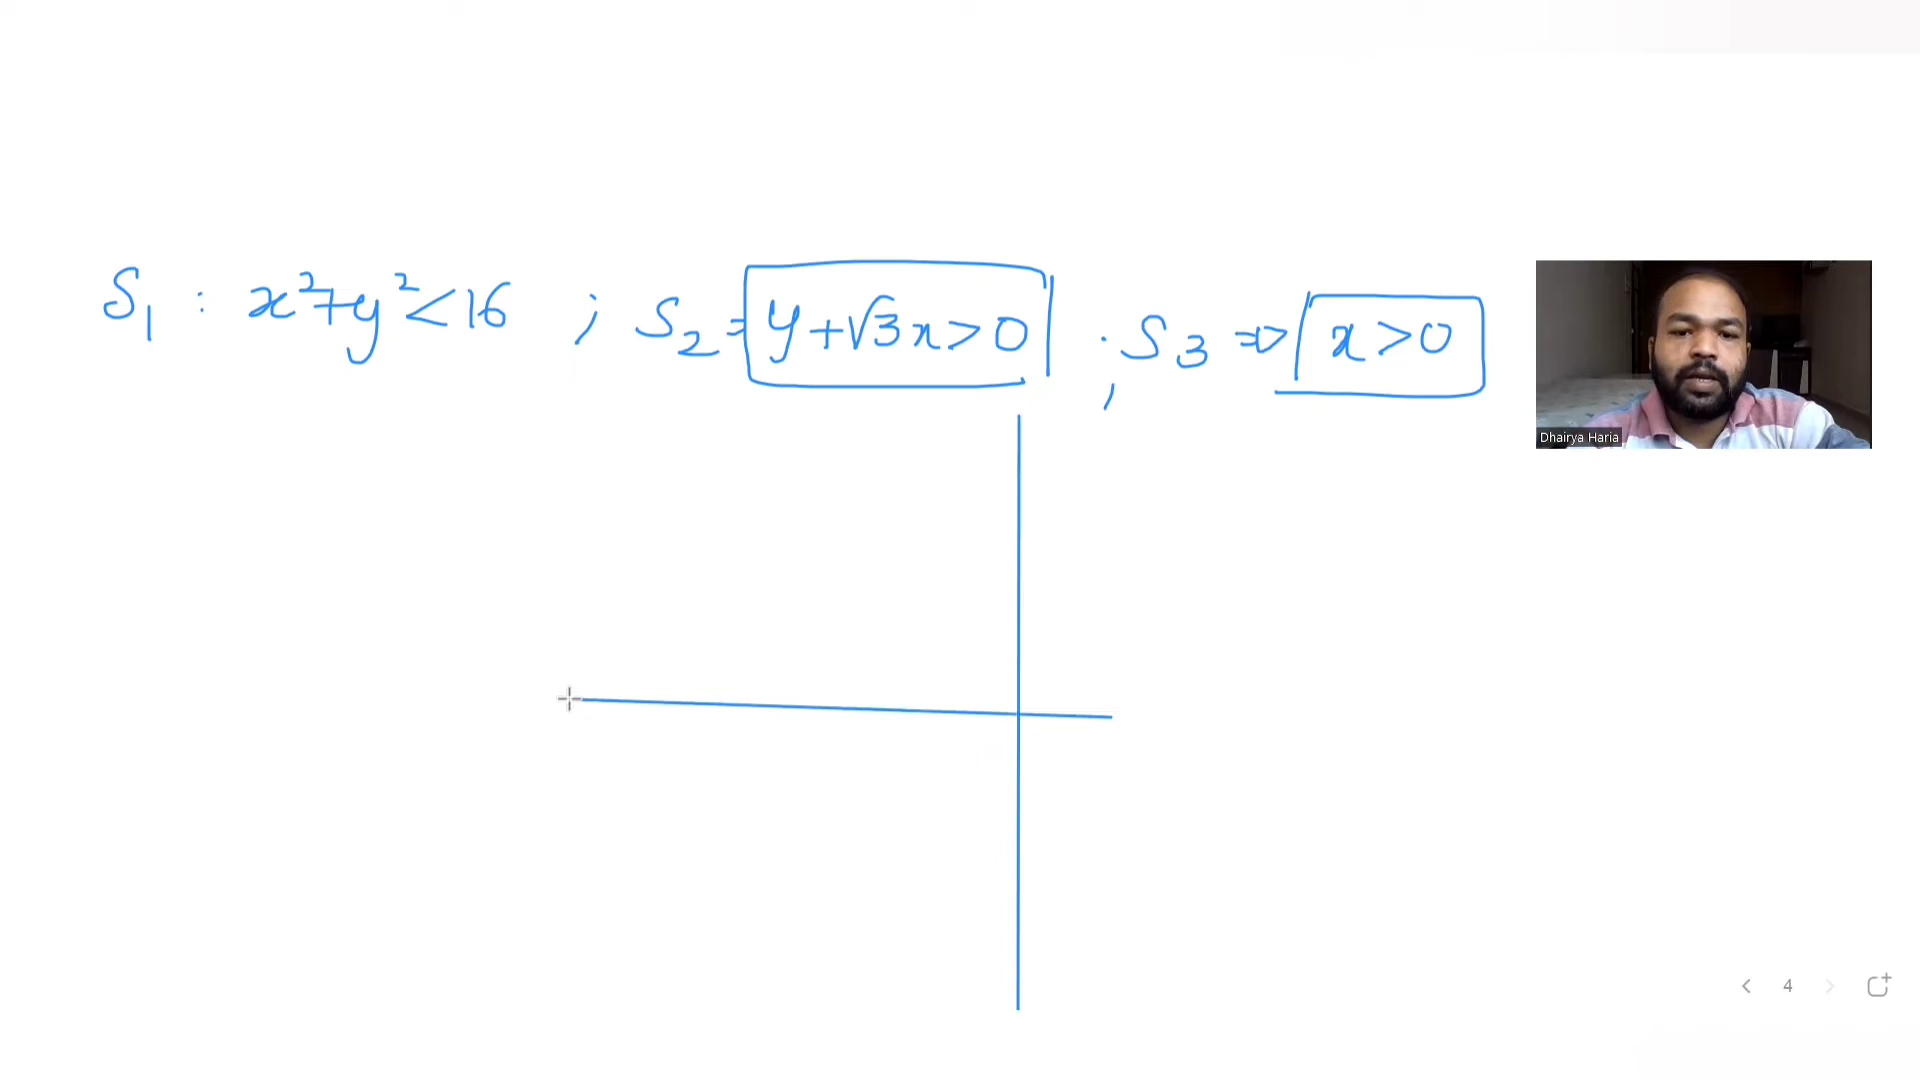 S₁ : x²+y²<16 ; S₂ = y+√3x>0 ; S₃ ⇒ x>0
Dhairya Haria
4